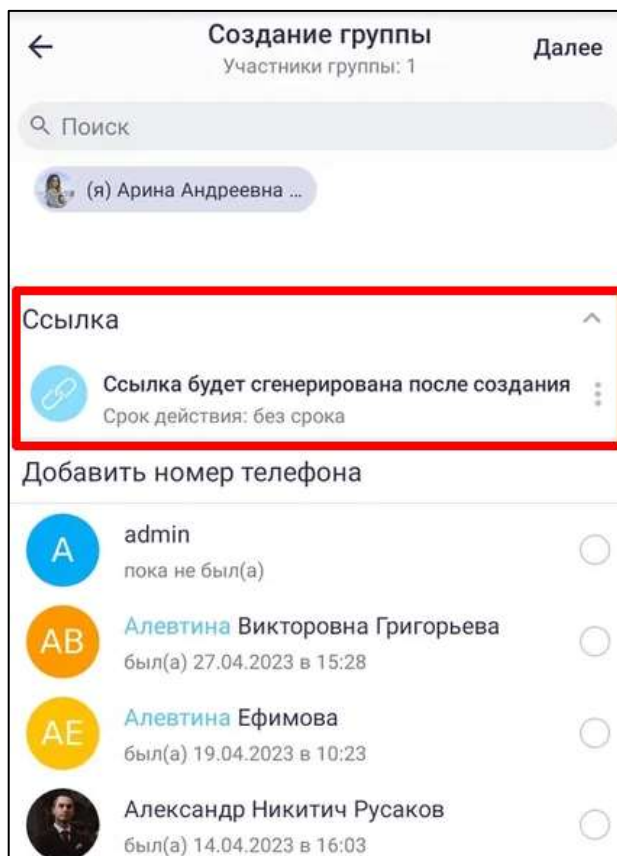 Создание группы
Участники группы: 1
Далее
Поиск
(я) Арина Андреевна ...
Ссылка
Ссылка будет сгенерирована после создания
Срок действия: без срока
Добавить номер телефона
A
admin
пока не был(а)
АВ
Алевтина Викторовна Григорьева
был(а) 27.04.2023 в 15:28
АЕ
Алевтина Ефимова
был(а) 19.04.2023 в 10:23
Александр Никитич Русаков
был(а) 14.04.2023 в 16:03